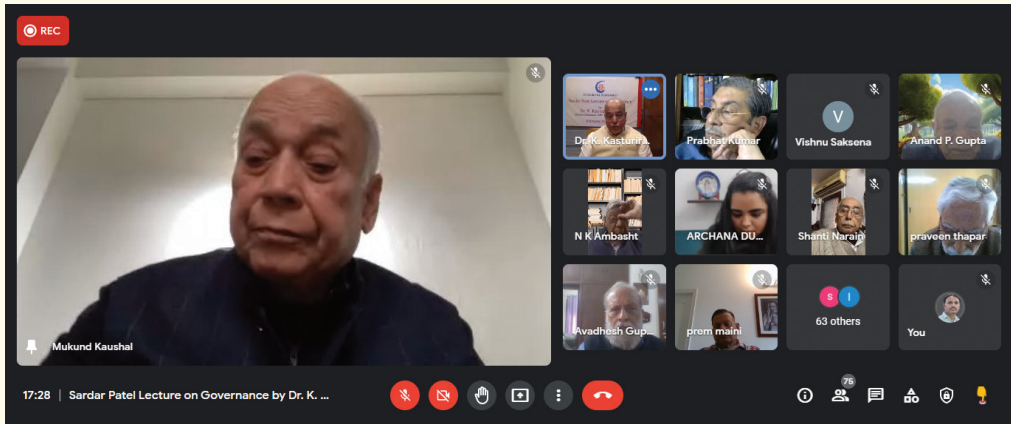 REC
Mukund Kaushal
Dr. K. Kasturira.
Prabhat Kumar
V
Vishnu Saksena
Anand P. Gupta
N K Ambasht
ARCHANA DU...
Shanti Narain
praveen thapar
Avadhesh Gup...
prem maini
S I
63 others
You
17:28 | Sardar Patel Lecture on Governance by Dr. K. ...
75